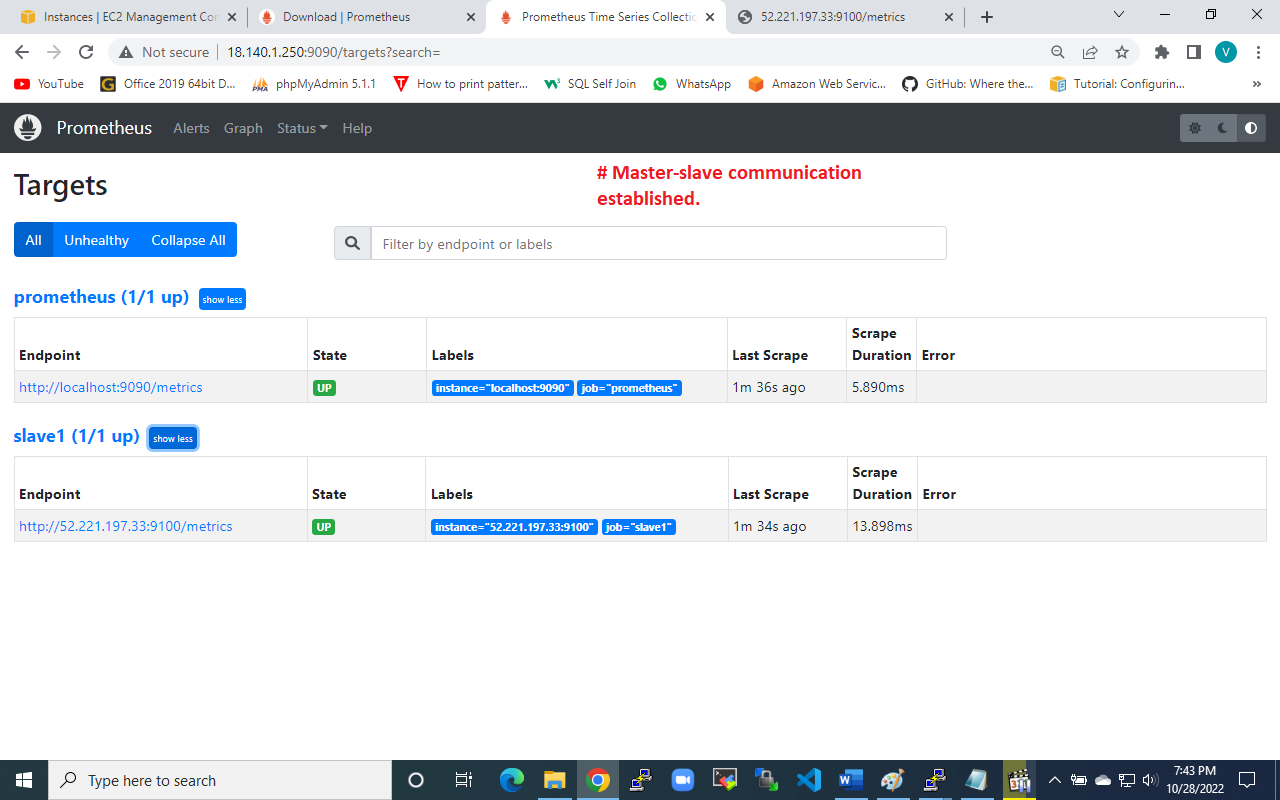 Instances | EC2 Management Con
Download | Prometheus
Prometheus Time Series Collectio
52.221.197.33:9100/metrics
Not secure
18.140.1.250:9090/targets?search=
V
YouTube
Office 2019 64bit D...
phpMyAdmin 5.1.1
How to print patter...
SQL Self Join
WhatsApp
Amazon Web Servic...
GitHub: Where the...
Tutorial: Configurin...
»
Prometheus Alerts Graph Status Help
Targets
# Master-slave communication
established.
All Unhealthy Collapse All
Filter by endpoint or labels
prometheus (1/1 up) show less
Endpoint State Labels Last Scrape Scrape Duration Error
http://localhost:9090/metrics UP instance="localhost:9090" job="prometheus" 1m 36s ago 5.890ms
slave1 (1/1 up) show less
Endpoint State Labels Last Scrape Scrape Duration Error
http://52.221.197.33:9100/metrics UP instance="52.221.197.33:9100" job="slave1" 1m 34s ago 13.898ms
Type here to search
7:43 PM
10/28/2022